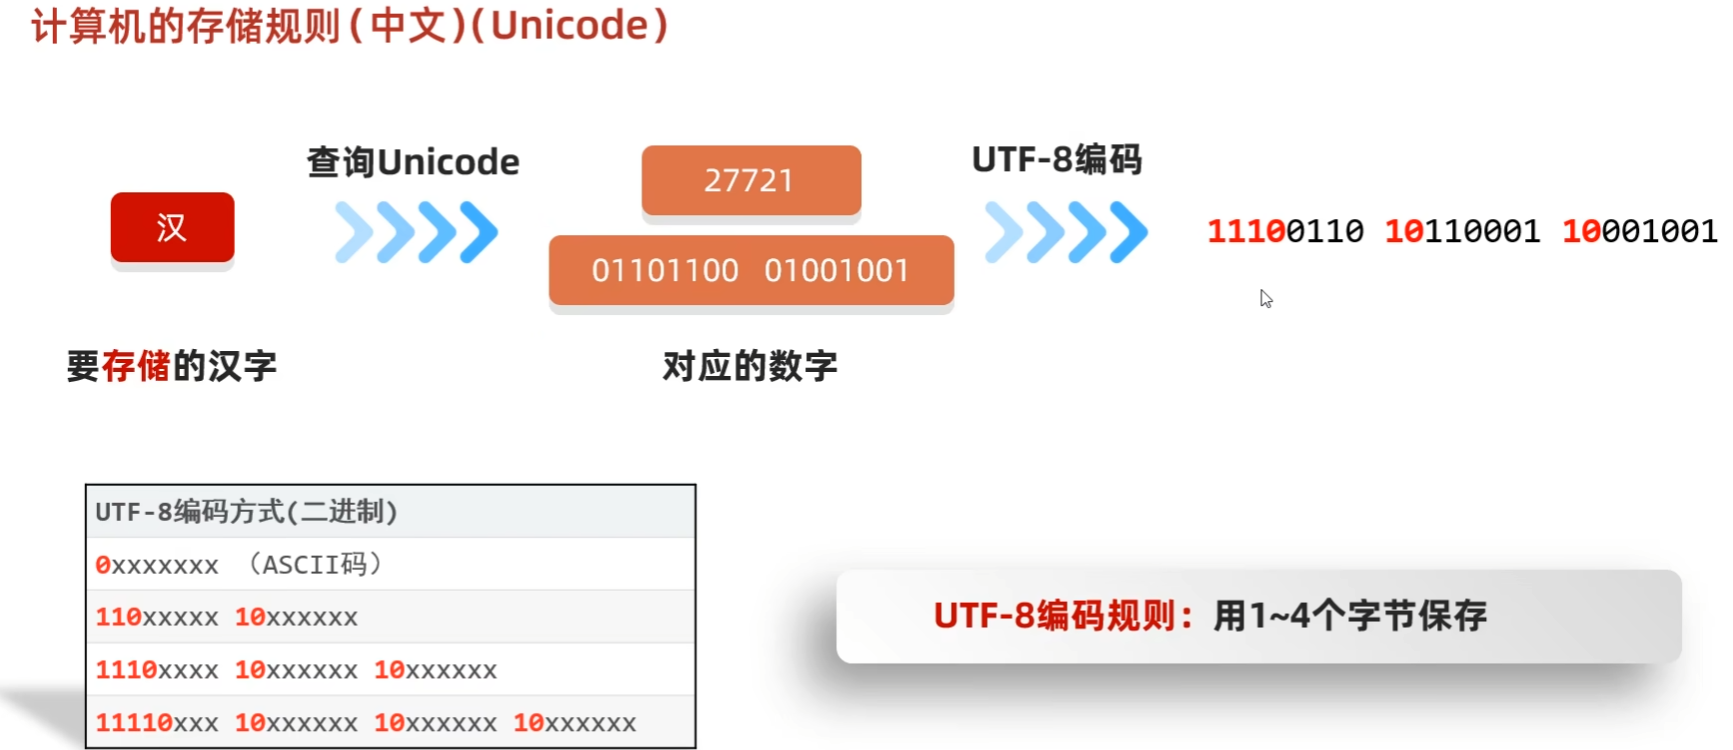 计算机的存储规则(中文)(Unicode)
查询Unicode
UTF-8编码
汉
27721
01101100 01001001
11100110 10110001 10001001
要存储的汉字
对应的数字
UTF-8编码方式(二进制)
0xxxxxxx （ASCII码）
110xxxxx 10xxxxxx
1110xxxx 10xxxxxx 10xxxxxx
11110xxx 10xxxxxx 10xxxxxx 10xxxxxx
UTF-8编码规则：用1~4个字节保存